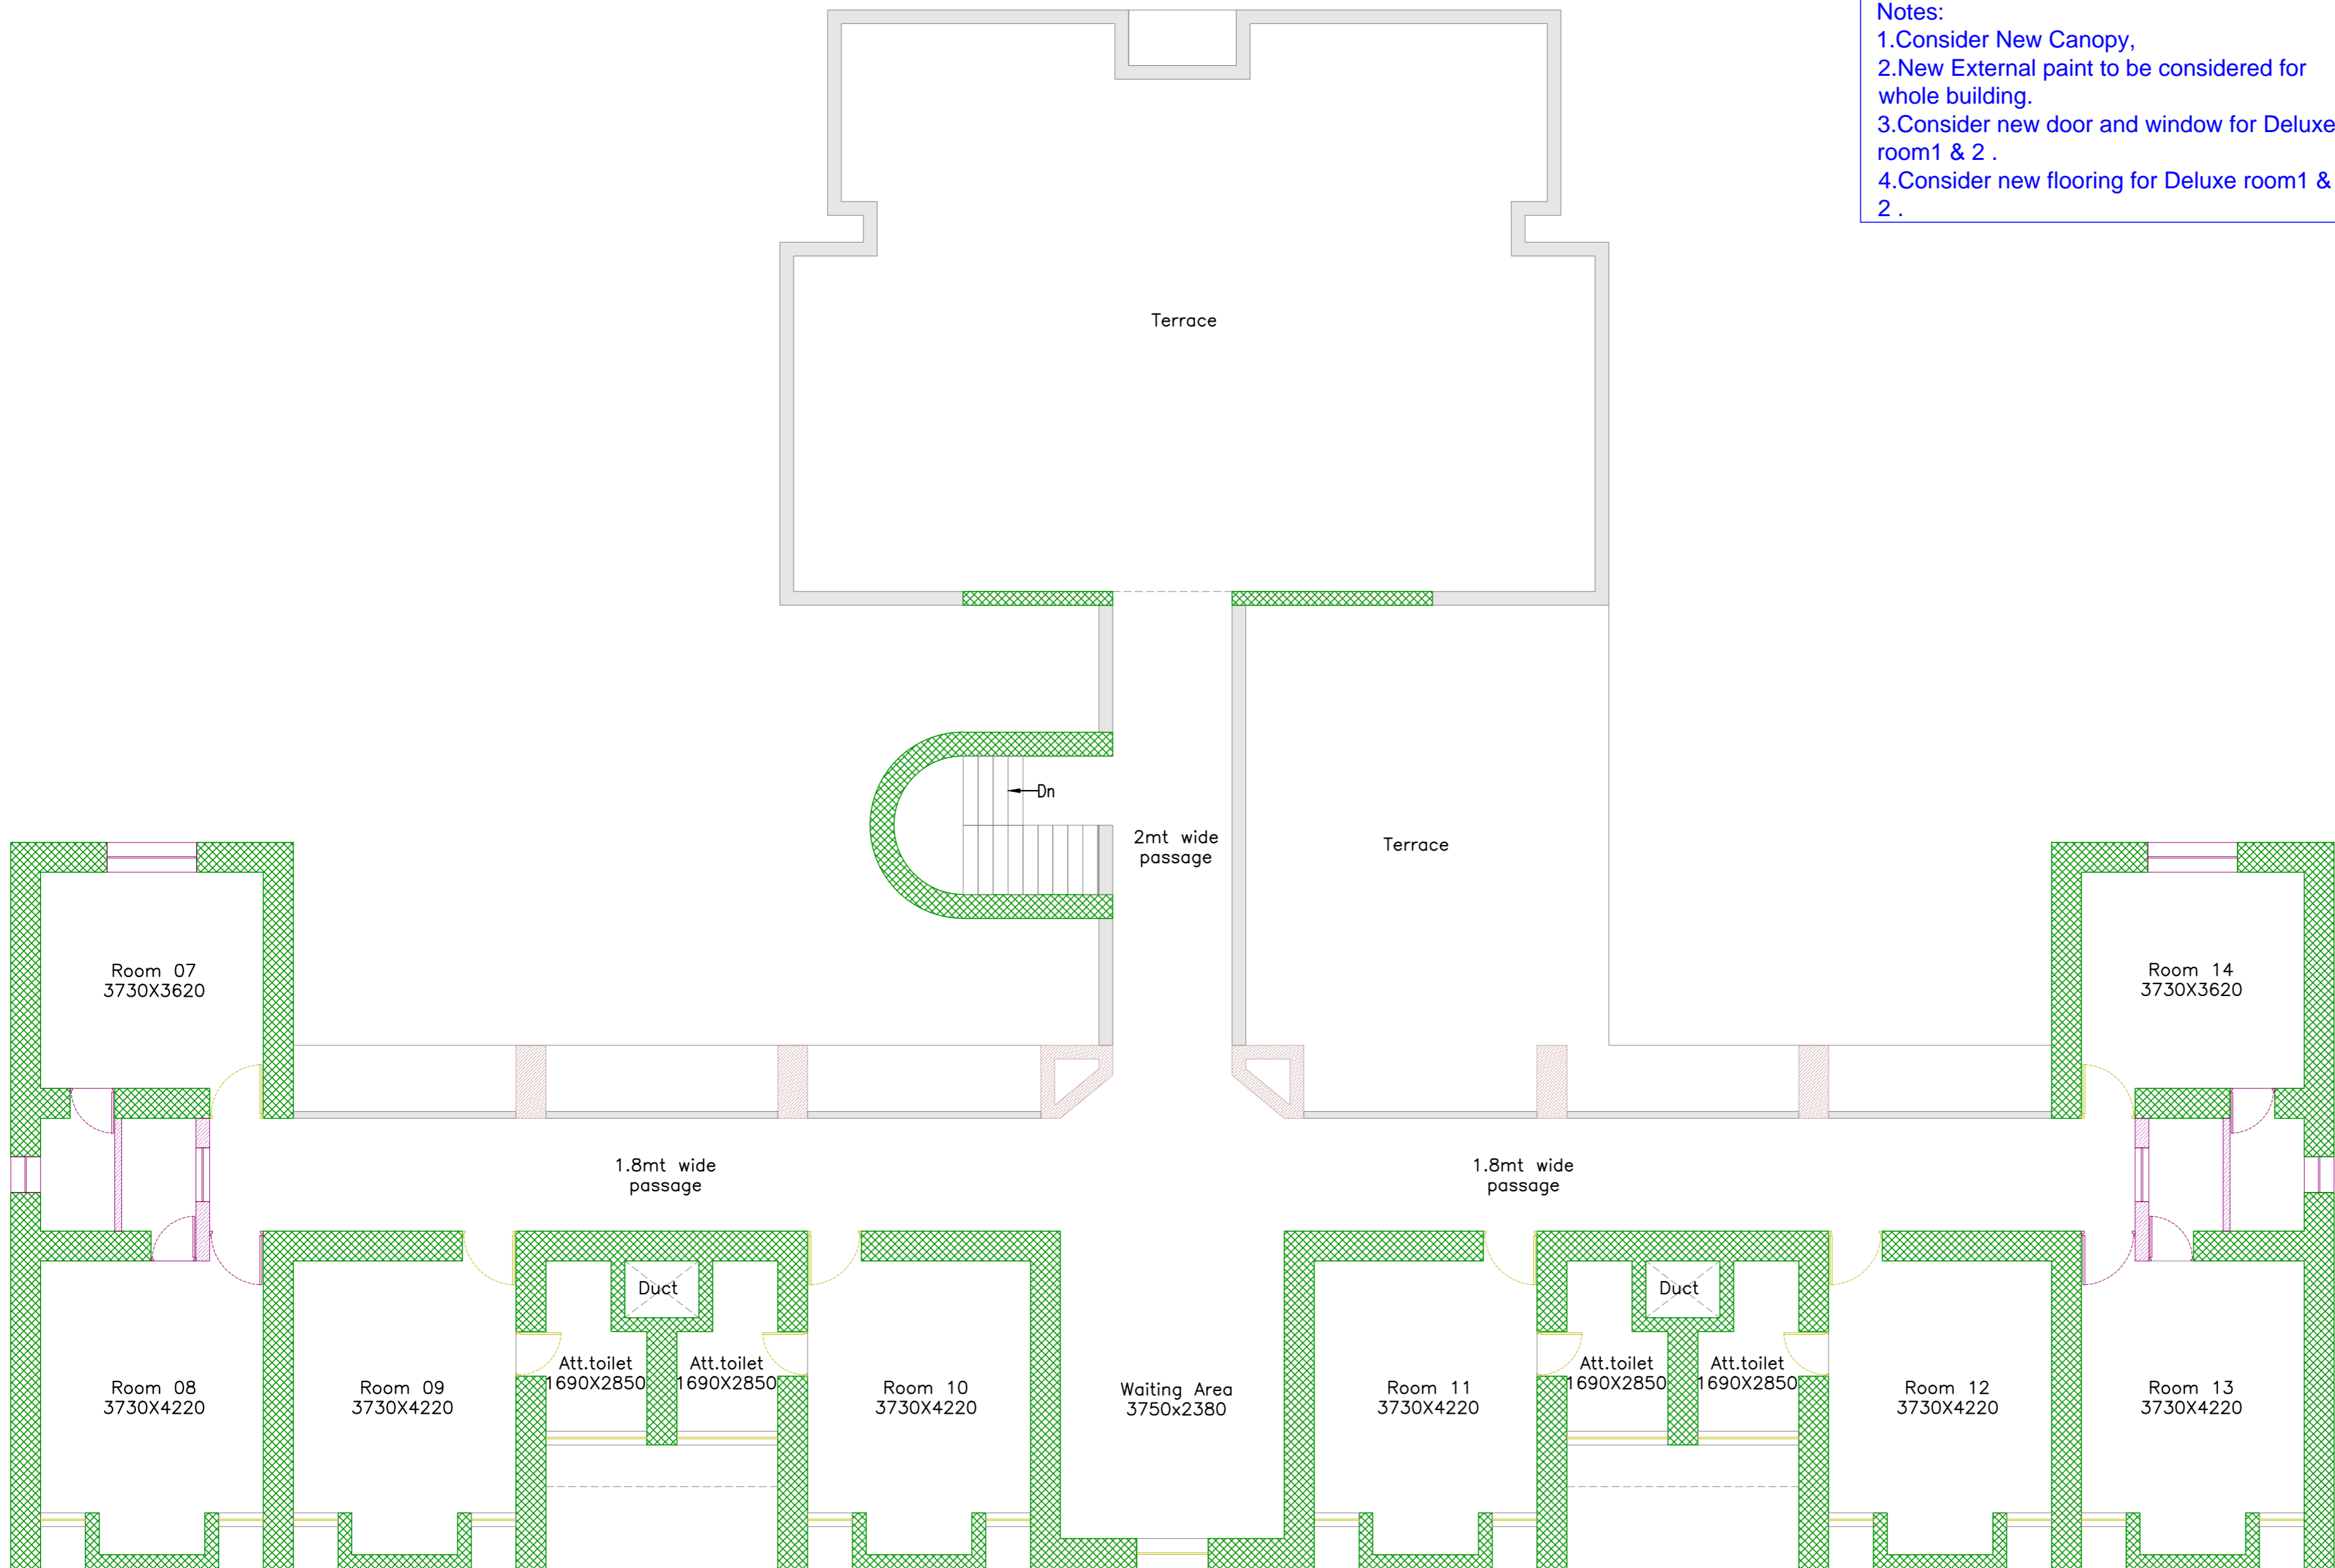 Notes:
1.Consider New Canopy,
2.New External paint to be considered for
whole building.
3.Consider new door and window for Deluxe
room1 & 2 .
4.Consider new flooring for Deluxe room1 &
2 .
Terrace
Dn
2mt wide
passage
Terrace
Room 07
3730X3620
Room 14
3730X3620
1.8mt wide
passage
1.8mt wide
passage
Duct
Duct
Att.toilet
1690X2850
Att.toilet
1690X2850
Att.toilet
1690X2850
Att.toilet
1690X2850
Room 08
3730X4220
Room 09
3730X4220
Room 10
3730X4220
Waiting Area
3750x2380
Room 11
3730X4220
Room 12
3730X4220
Room 13
3730X4220